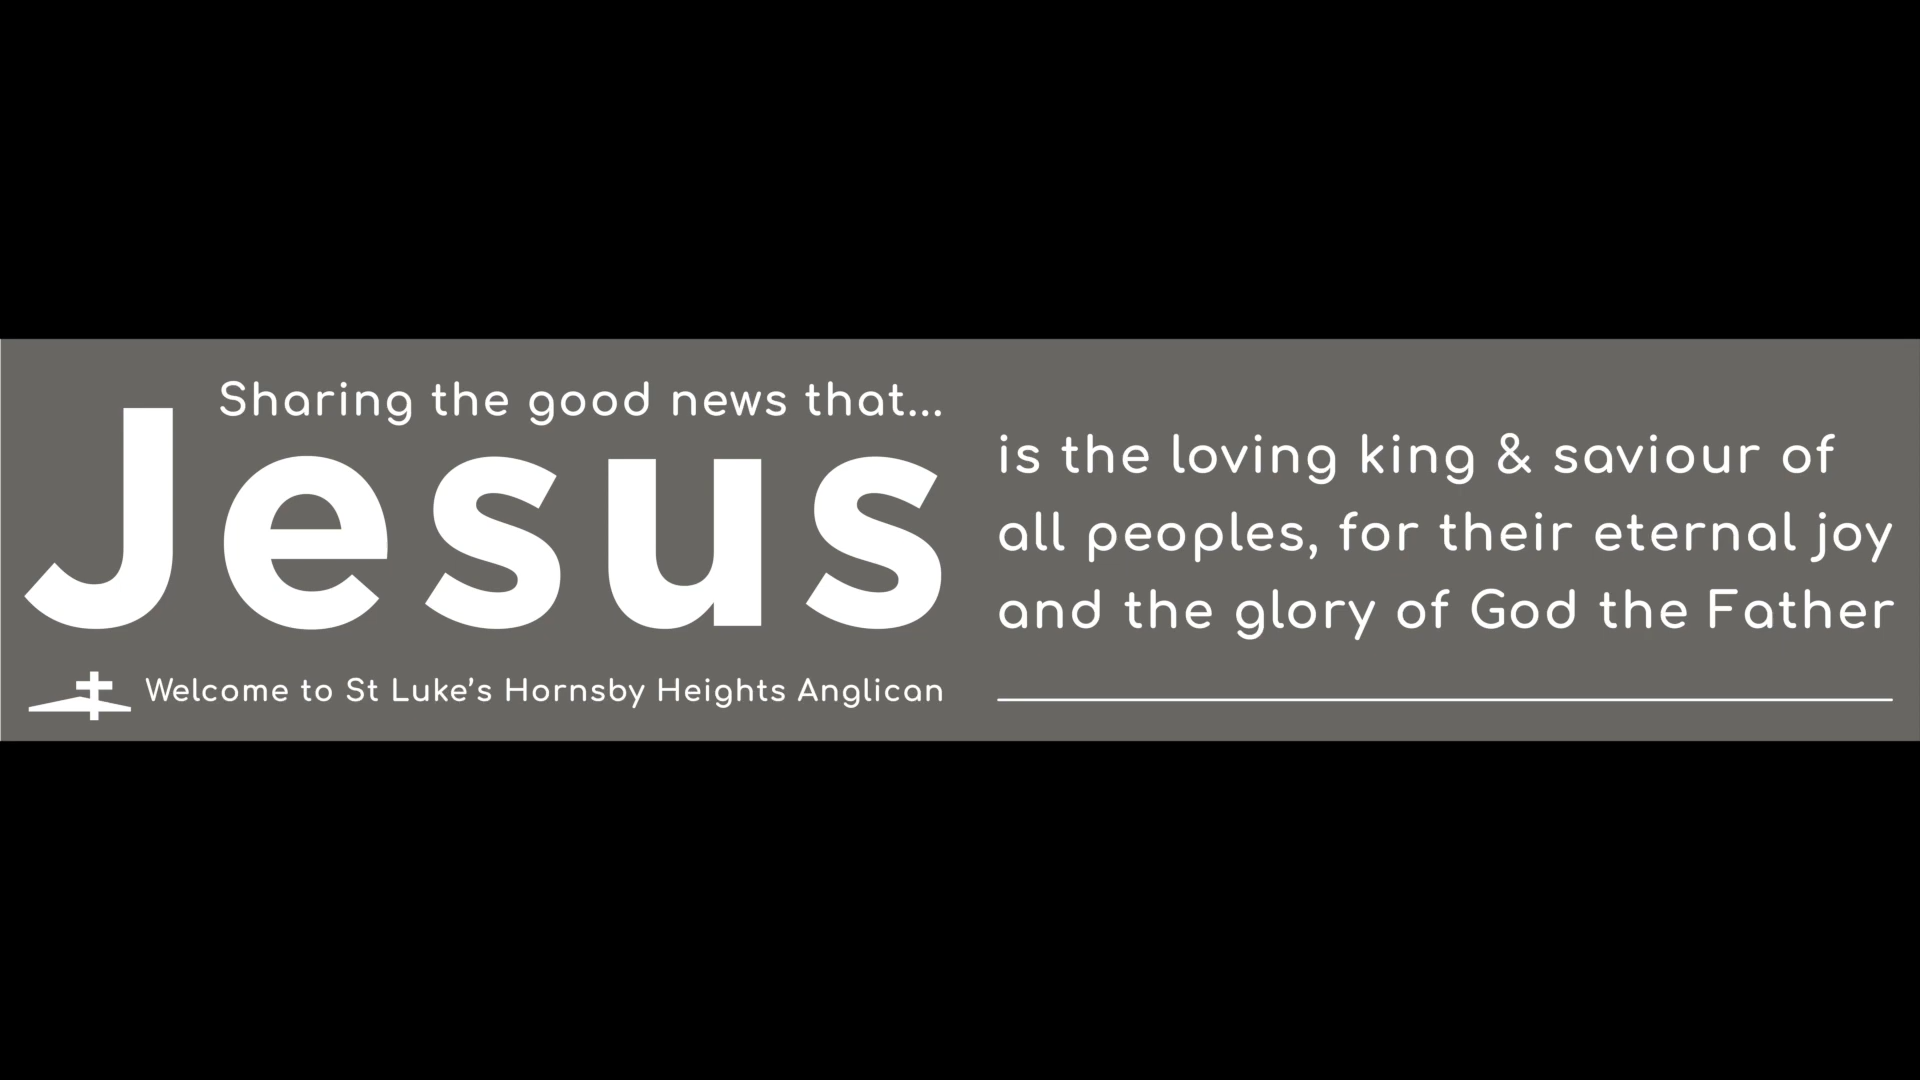 Sharing the good news that...
Jesus
is the loving king & saviour of
all peoples, for their eternal joy
and the glory of God the Father
Welcome to St Luke’s Hornsby Heights Anglican